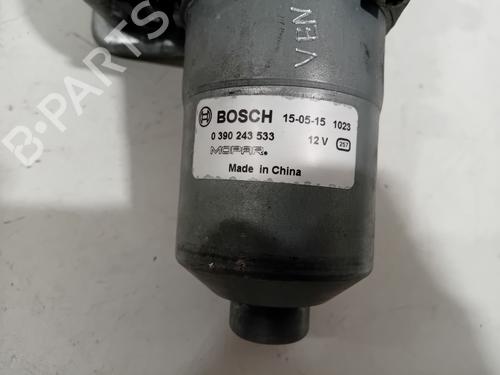 VEN
BOSCH 15-05-15 1023
0 390 243 533 12 V 257
MOPAR®
Made in China
B-PARTS